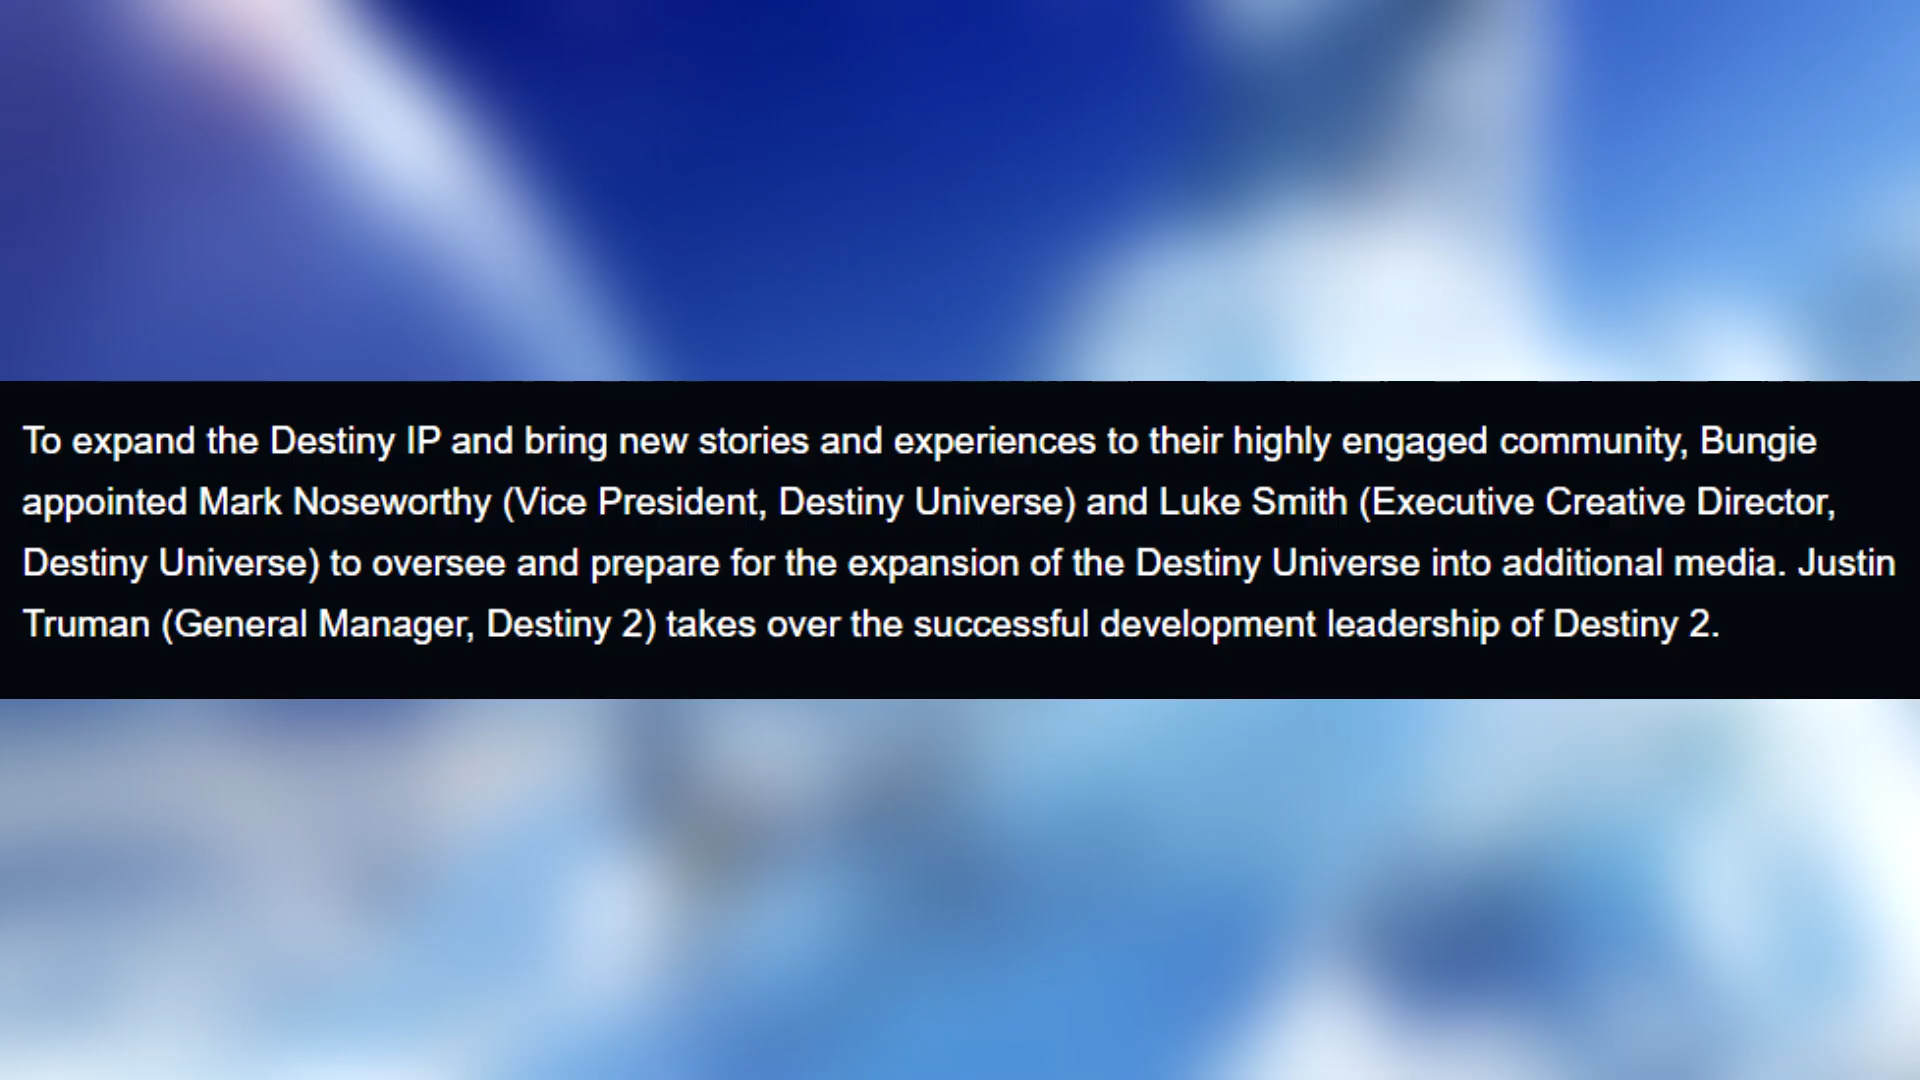 To expand the Destiny IP and bring new stories and experiences to their highly engaged community, Bungie
appointed Mark Noseworthy (Vice President, Destiny Universe) and Luke Smith (Executive Creative Director,
Destiny Universe) to oversee and prepare for the expansion of the Destiny Universe into additional media. Justin
Truman (General Manager, Destiny 2) takes over the successful development leadership of Destiny 2.